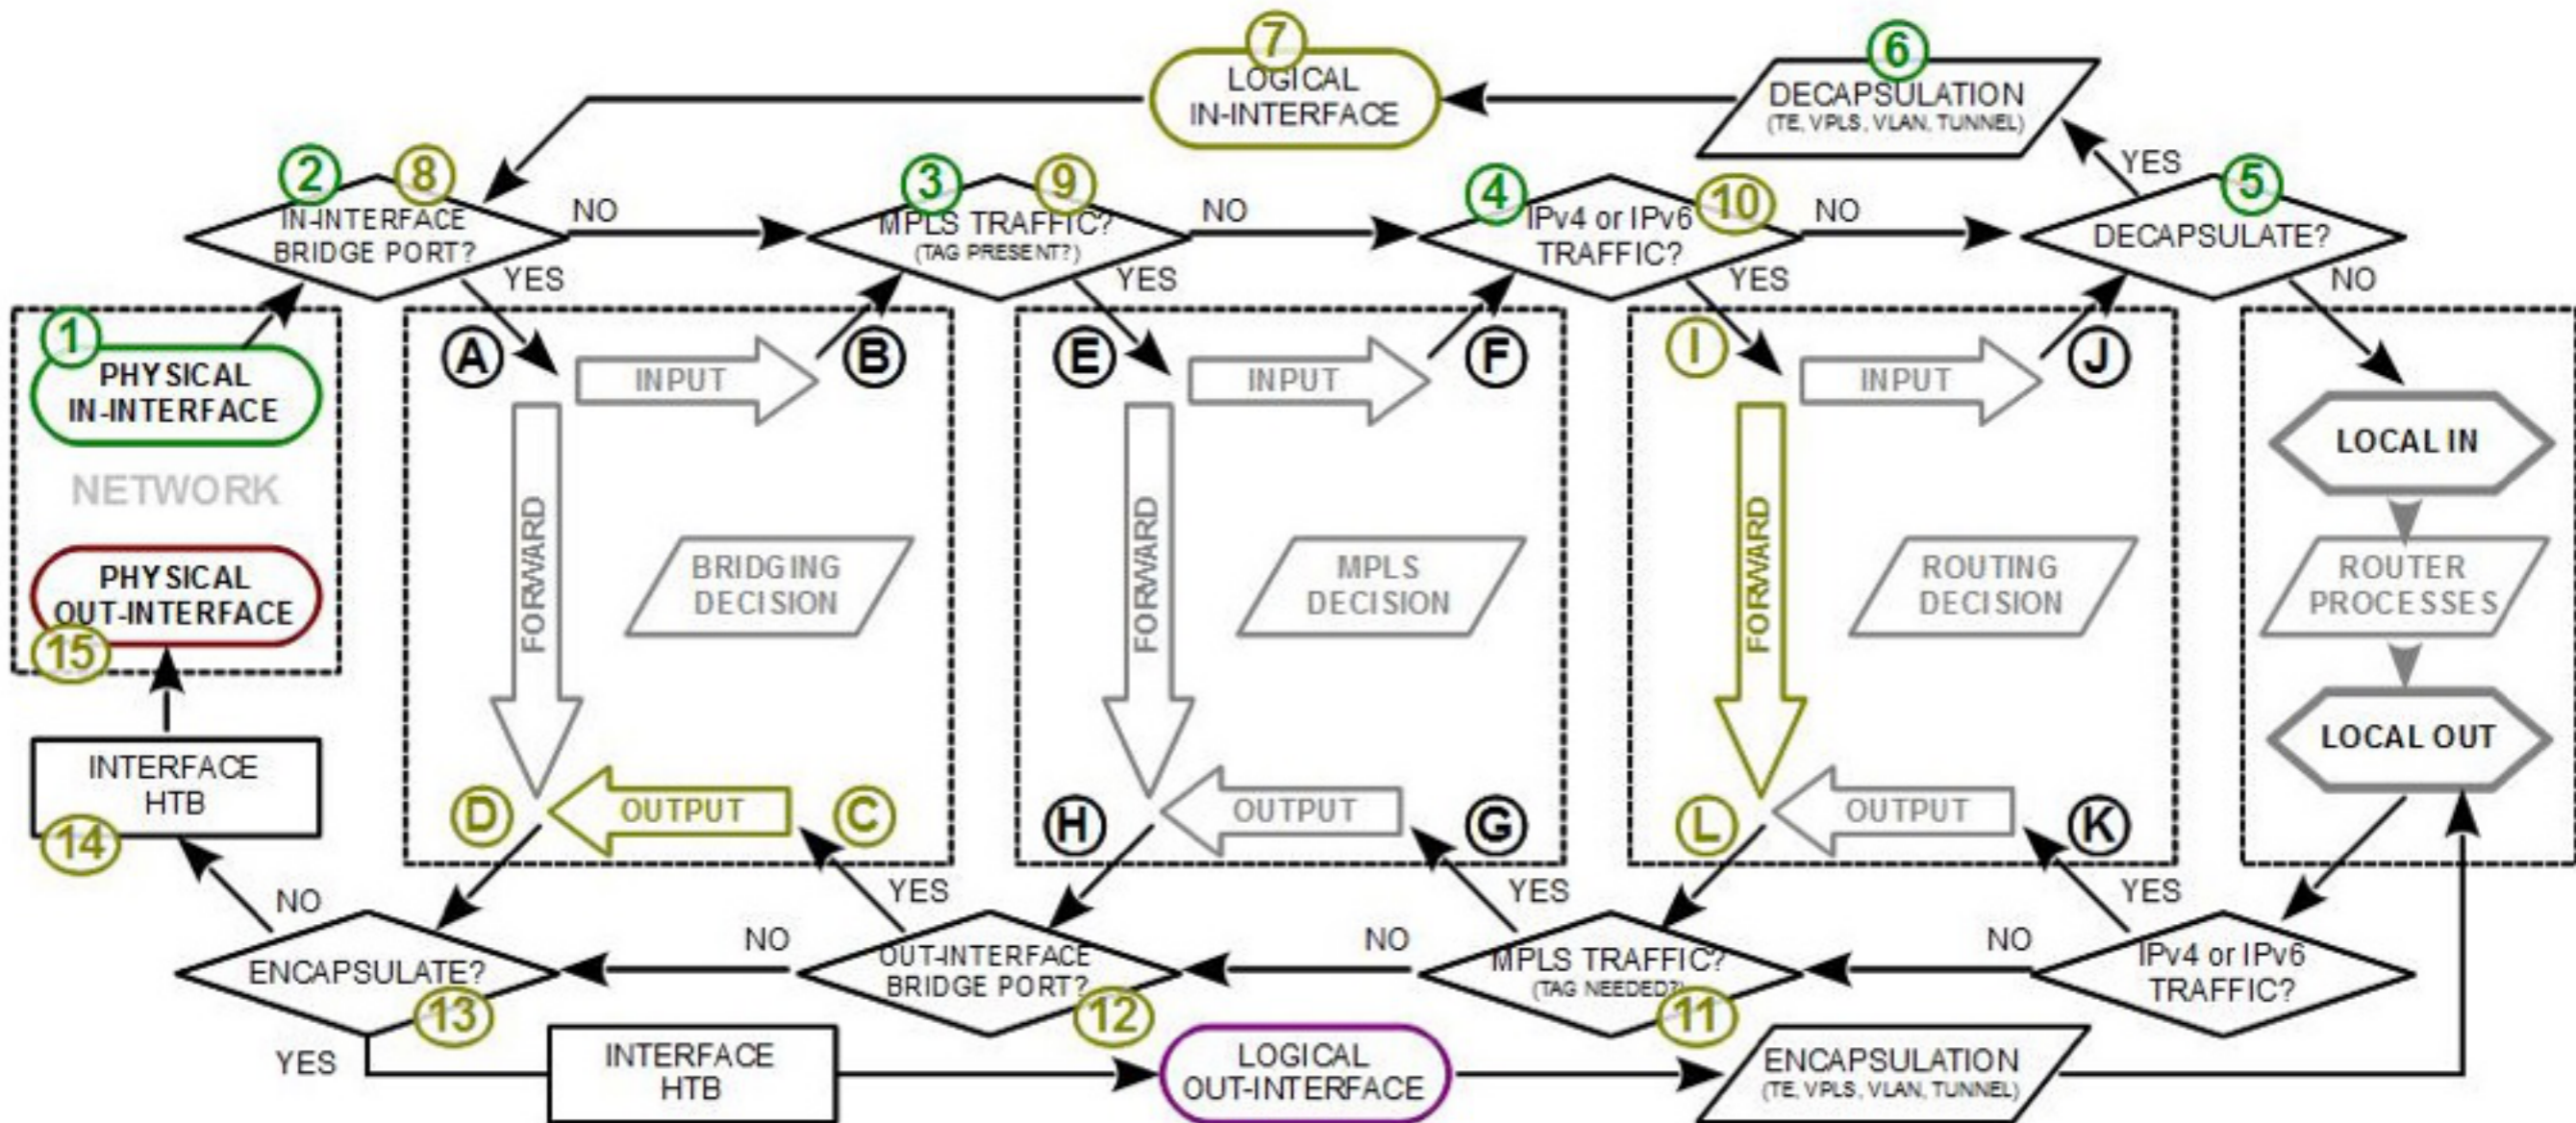 7
LOGICAL
IN-INTERFACE
6
DECAPSULATION
(TE, VPLS, VLAN, TUNNEL)
YES
2
8
IN-INTERFACE
BRIDGE PORT?
NO
YES
3
9
MPLS TRAFFIC?
(TAG PRESENT?)
NO
YES
4
10
IPv4 or IPv6
TRAFFIC?
NO
YES
5
DECAPSULATE?
NO
1
PHYSICAL
IN-INTERFACE
NETWORK
PHYSICAL
OUT-INTERFACE
15
INTERFACE
HTB
14
A
INPUT
B
FORWARD
BRIDGING
DECISION
D
OUTPUT
C
E
INPUT
F
FORWARD
MPLS
DECISION
H
OUTPUT
G
I
INPUT
J
FORWARD
ROUTING
DECISION
L
OUTPUT
K
LOCAL IN
ROUTER
PROCESSES
LOCAL OUT
NO
ENCAPSULATE?
13
YES
NO
YES
OUT-INTERFACE
BRIDGE PORT?
12
NO
YES
MPLS TRAFFIC?
(TAG NEEDED?)
11
NO
YES
IPv4 or IPv6
TRAFFIC?
INTERFACE
HTB
LOGICAL
OUT-INTERFACE
ENCAPSULATION
(TE, VPLS, VLAN, TUNNEL)